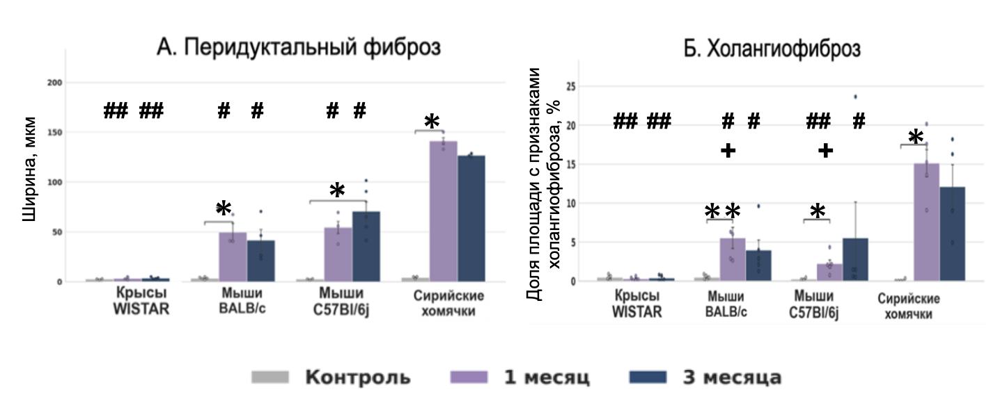 А. Перидуктальный фиброз
Ширина, мкм
200
150
100
50
0
## ## # # # # *
* *
Крысы WISTAR
Мыши BALB/c
Мыши C57Bl/6j
Сирийские хомячки
Б. Холангиофиброз
Доля площади с признаками
холангиофиброза, %
25
20
15
10
5
0
## ## # # ## # *
+ +
** *
Крысы WISTAR
Мыши BALB/c
Мыши C57Bl/6j
Сирийские хомячки
Контроль 1 месяц 3 месяца